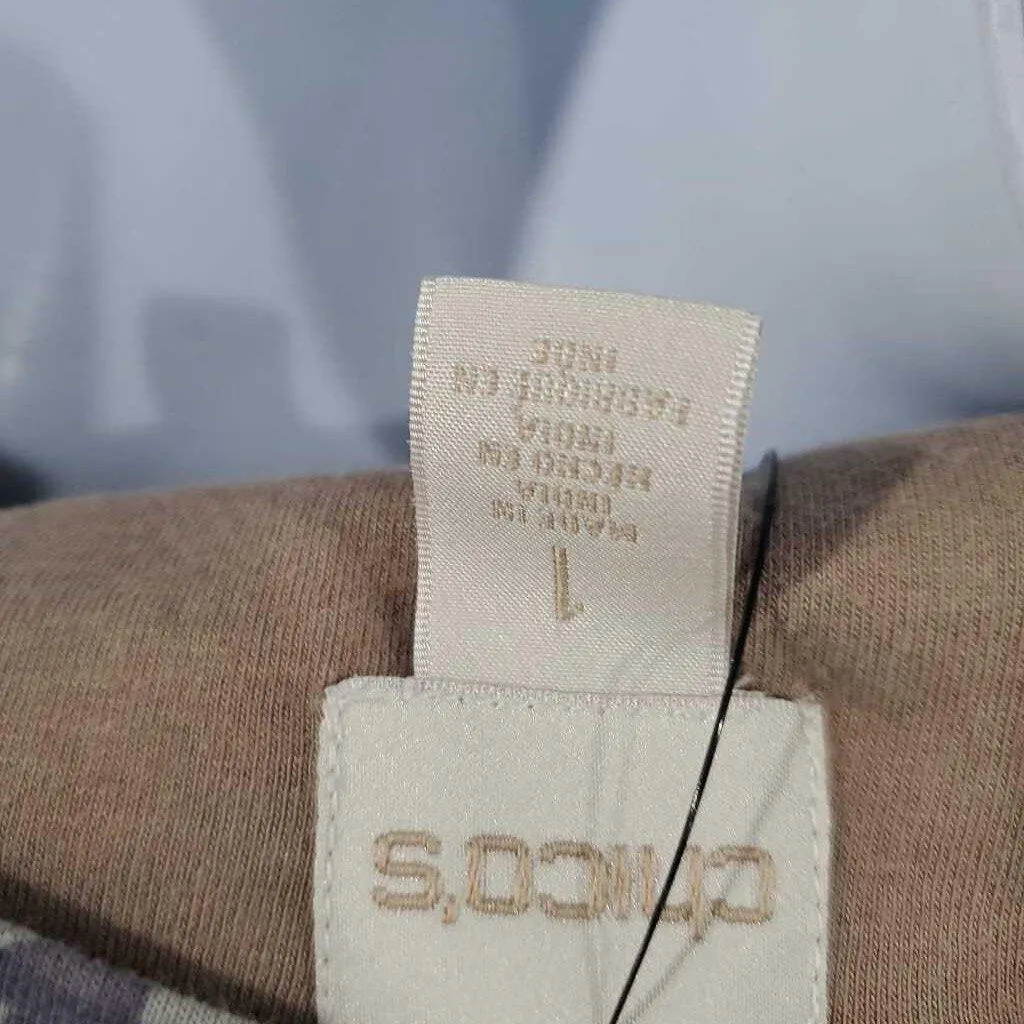 chico's
1
MADE IN
INDIA
HECHO EN
INDIA
FABRIQUE EN
INDE